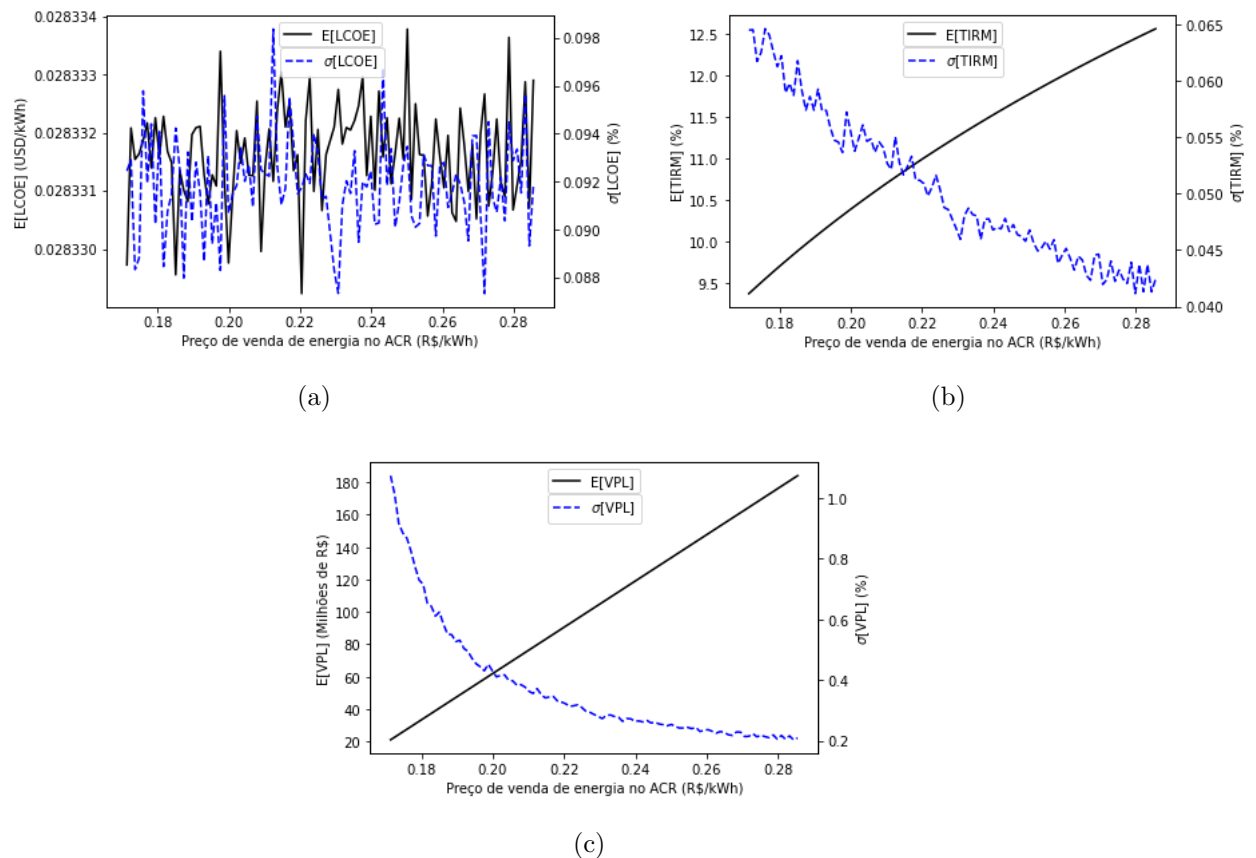 E[LCOE]
σ[LCOE]
0.028334
0.028333
0.028332
0.028331
0.028330
E[LCOE] (USD/kWh)
0.098
0.096
0.094
0.092
0.090
0.088
σ[LCOE] (%)
0.18 0.20 0.22 0.24 0.26 0.28
Preço de venda de energia no ACR (R$/kWh)
(a)
E[TIRM]
σ[TIRM]
12.5
12.0
11.5
11.0
10.5
10.0
9.5
E[TIRM] (%)
0.065
0.060
0.055
0.050
0.045
0.040
σ[TIRM] (%)
0.18 0.20 0.22 0.24 0.26 0.28
Preço de venda de energia no ACR (R$/kWh)
(b)
E[VPL]
σ[VPL]
180
160
140
120
100
80
60
40
20
E[VPL] (Milhões de R$)
1.0
0.8
0.6
0.4
0.2
σ[VPL] (%)
0.18 0.20 0.22 0.24 0.26 0.28
Preço de venda de energia no ACR (R$/kWh)
(c)